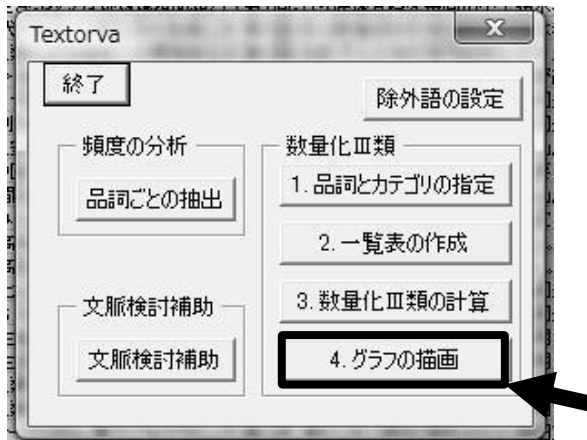 Textorva
終了
除外語の設定
頻度の分析
品詞ごとの抽出
数量化Ⅲ類
1. 品詞とカテゴリの指定
2. 一覧表の作成
3. 数量化Ⅲ類の計算
4. グラフの描画
文脈検討補助
文脈検討補助